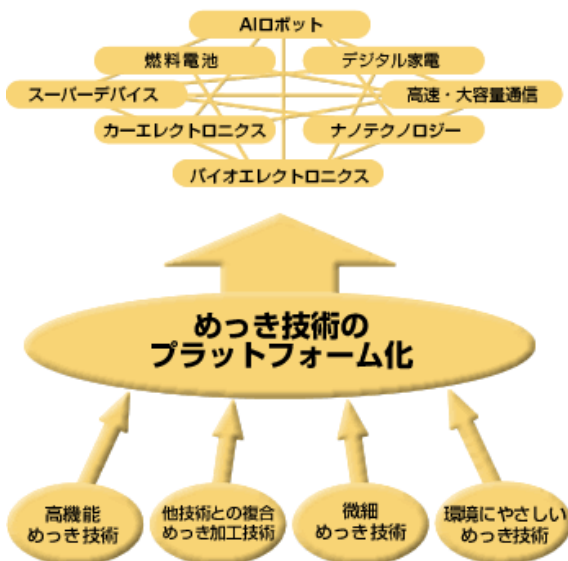 AIロボット
燃料電池
デジタル家電
スーパーデバイス
高速・大容量通信
カーエレクトロニクス
ナノテクノロジー
バイオエレクトロニクス
めっき技術の
プラットフォーム化
高機能
めっき技術
他技術との複合
めっき加工技術
微細
めっき技術
環境にやさしい
めっき技術